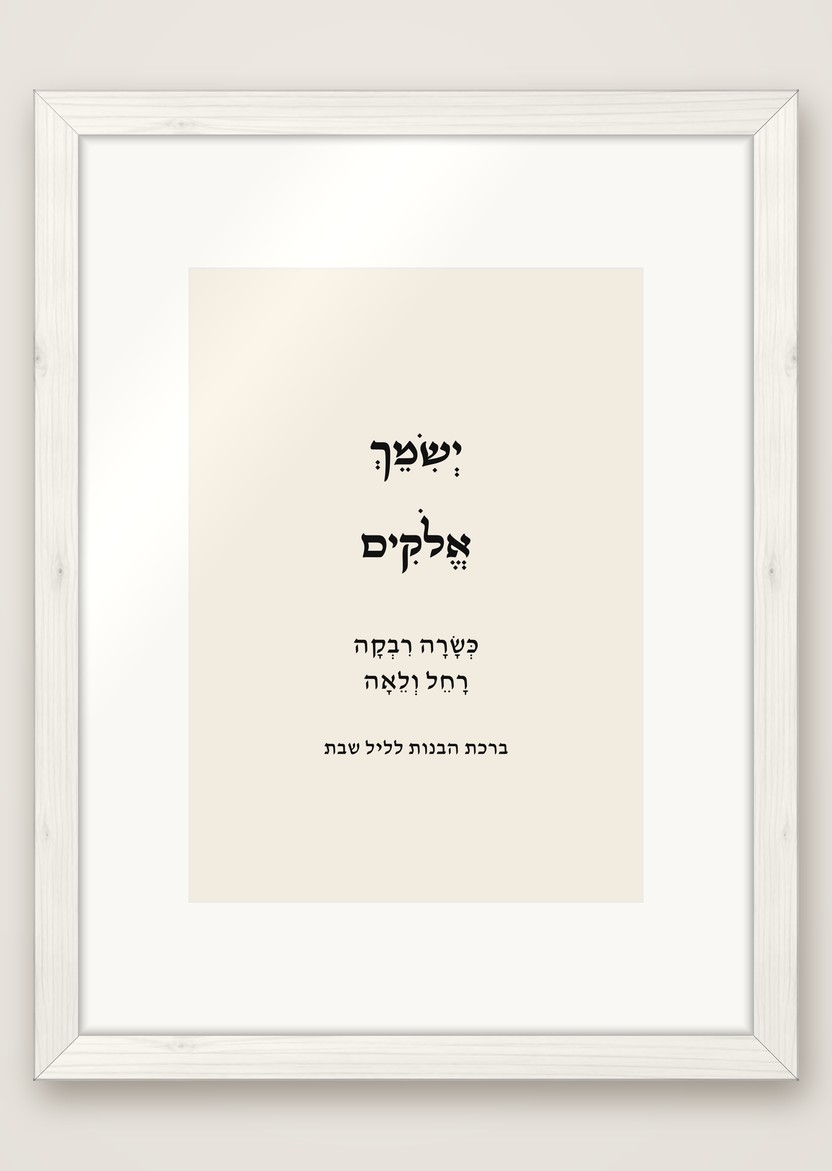 יְשִׂמֵךְ
אֱלֹקִים
כְּשָׂרָה רִבְקָה
רָחֵל וְלֵאָה
ברכת הבנות לליל שבת